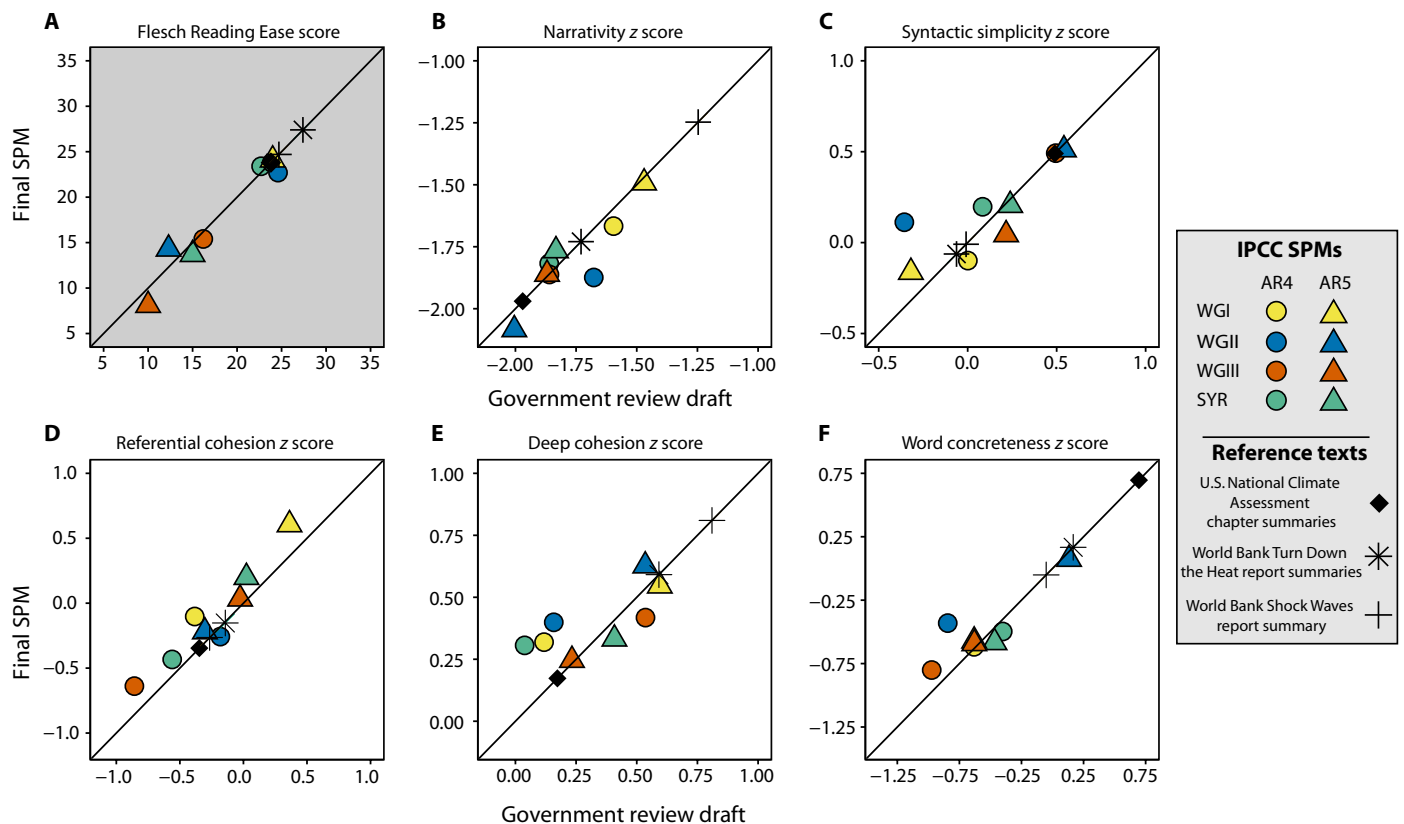 A
Flesch Reading Ease score
35
30
25
20
15
10
5
5
10
15
20
25
30
35
Final SPM
B
Narrativity z score
−1.00
−1.25
−1.50
−1.75
−2.00
−2.00
−1.75
−1.50
−1.25
−1.00
Government review draft
C
Syntactic simplicity z score
1.0
0.5
0.0
−0.5
−0.5
0.0
0.5
1.0
D
Referential cohesion z score
1.0
0.5
0.0
−0.5
−1.0
−1.0
−0.5
0.0
0.5
1.0
Final SPM
E
Deep cohesion z score
1.00
0.75
0.50
0.25
0.00
0.00
0.25
0.50
0.75
1.00
Government review draft
F
Word concreteness z score
0.75
0.25
−0.25
−0.75
−1.25
−1.25
−0.75
−0.25
0.25
0.75
IPCC SPMs
AR4 AR5
WGI
WGII
WGIII
SYR
Reference texts
U.S. National Climate
Assessment
chapter summaries
World Bank Turn Down
the Heat report summaries
World Bank Shock Waves
report summary